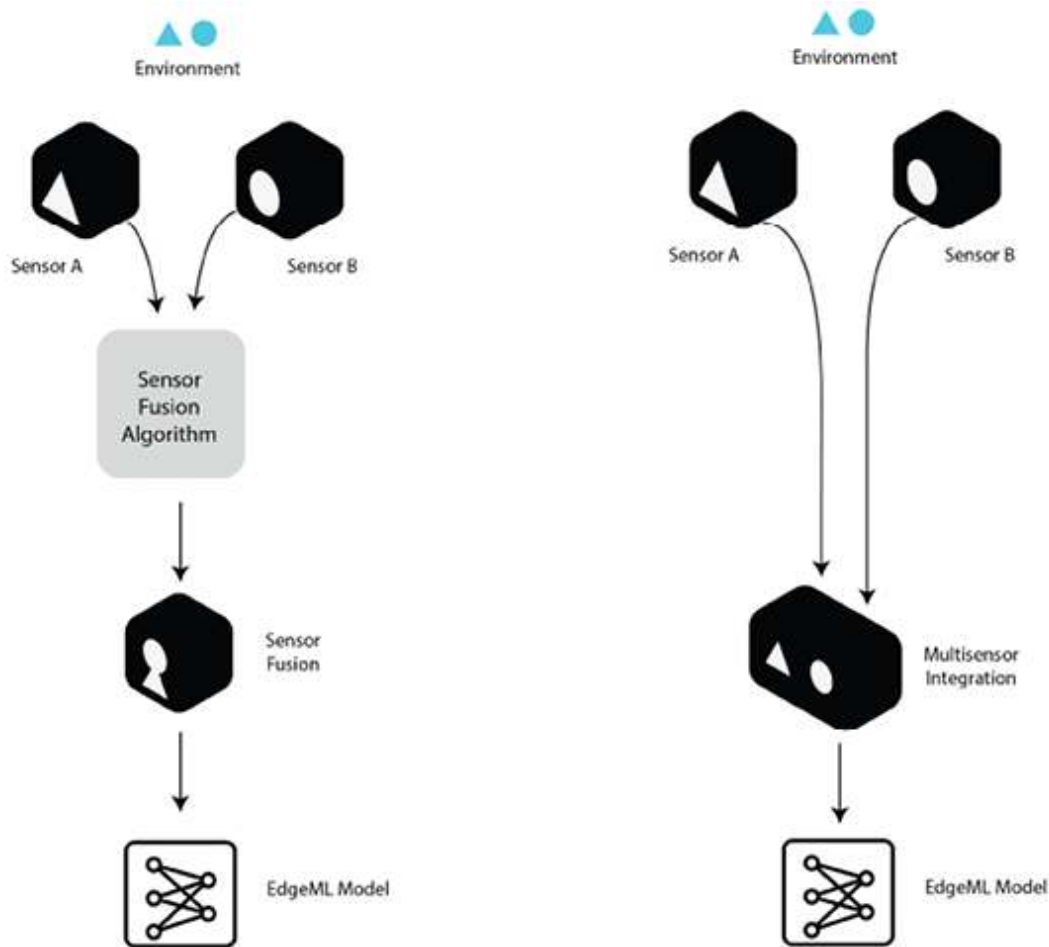 Environment
Sensor A
Sensor B
Sensor
Fusion
Algorithm
Sensor
Fusion
EdgeML Model
Environment
Sensor A
Sensor B
Multisensor
Integration
EdgeML Model